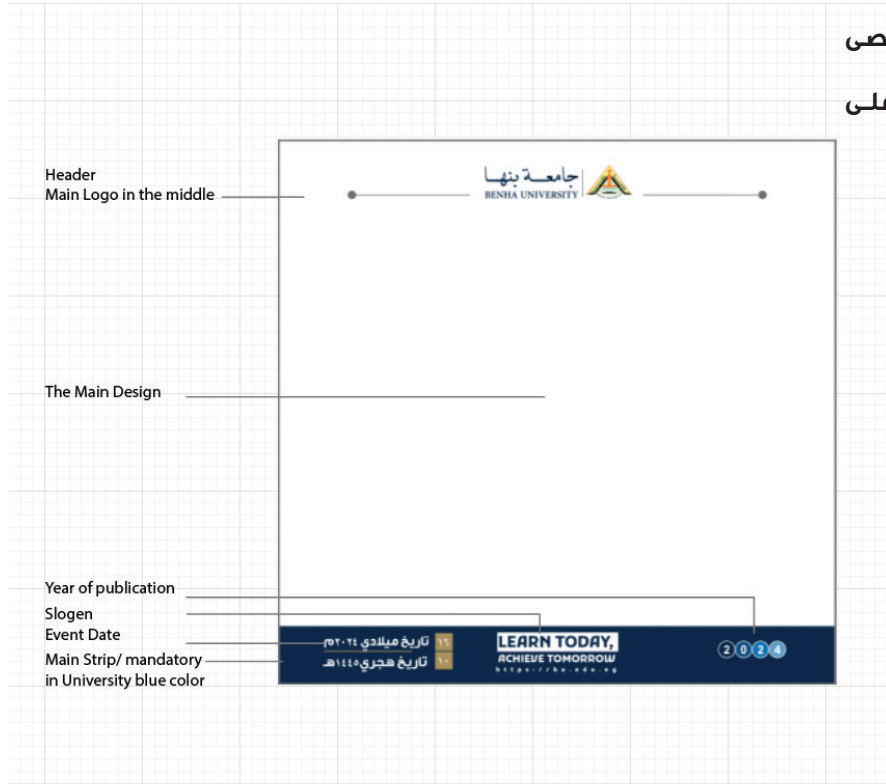 Header
Main Logo in the middle
جامعـــة بنهــا
BENHA UNIVERSITY
The Main Design
Year of publication
Slogen
Event Date
Main Strip/ mandatory
in University blue color
١٦ تاريخ ميلادي ٢٠٢٤م
١٠ تاريخ هجري١٤٤٥هـ
LEARN TODAY,
ACHIEVE TOMORROW
https://bu.edu.eg
2024